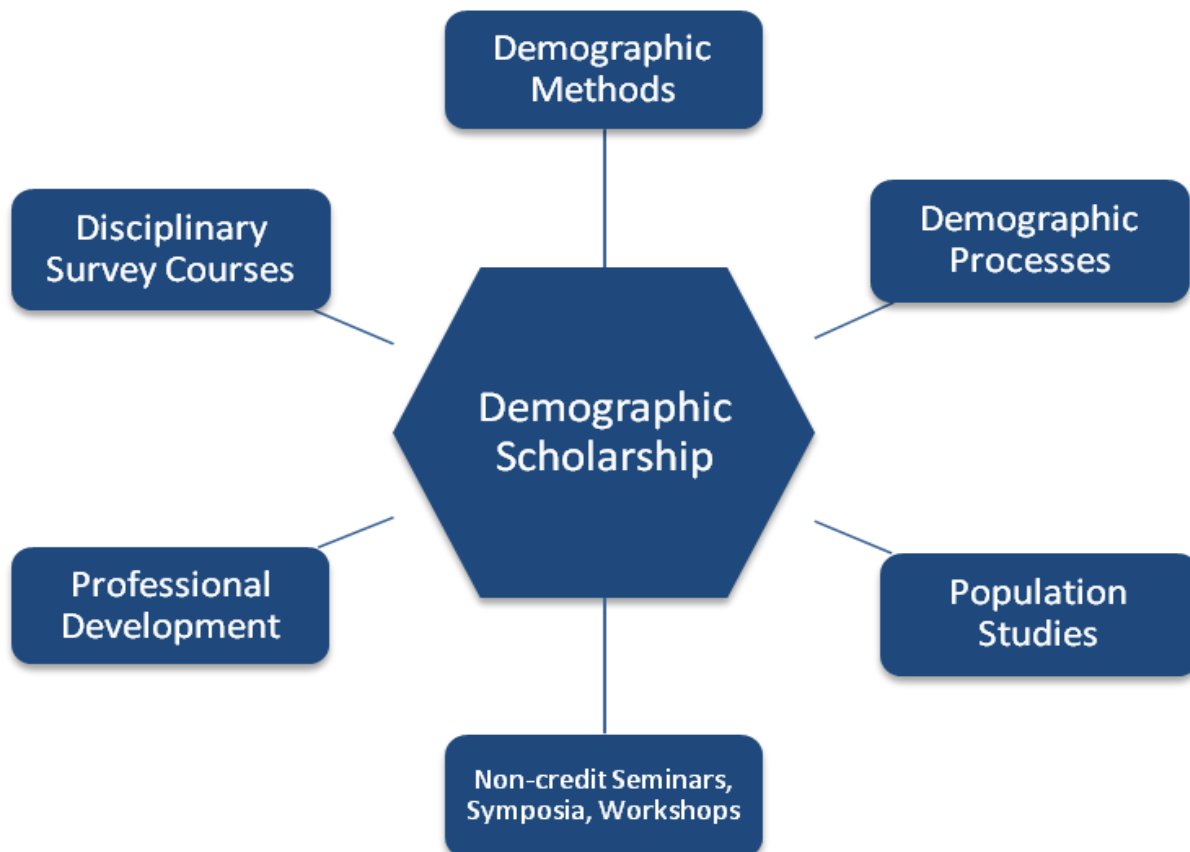 Demographic
Methods
Disciplinary
Survey Courses
Demographic
Processes
Demographic
Scholarship
Professional
Development
Population
Studies
Non-credit Seminars,
Symposia, Workshops